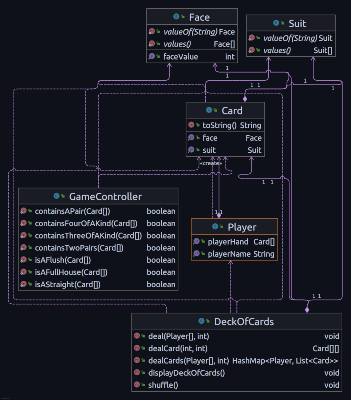 Face
valueOf(String) Face
values() Face[]
faceValue int
Suit
valueOf(String) Suit
values() Suit[]
1
1
1
1
Card
toString() String
face Face
suit Suit
1
1
«create»
GameController
containsAPair(Card[]) boolean
containsFourOfAKind(Card[]) boolean
containsThreeOfAKind(Card[]) boolean
containsTwoPairs(Card[]) boolean
isAFlush(Card[]) boolean
isAFullHouse(Card[]) boolean
isAStraight(Card[]) boolean
1
Player
playerHand Card[]
playerName String
1 1
DeckOfCards
deal(Player[], int) void
dealCard(int, int) Card[][]
dealCards(Player[], int) HashMap<Player, List<Card>>
displayDeckOfCards() void
shuffle() void